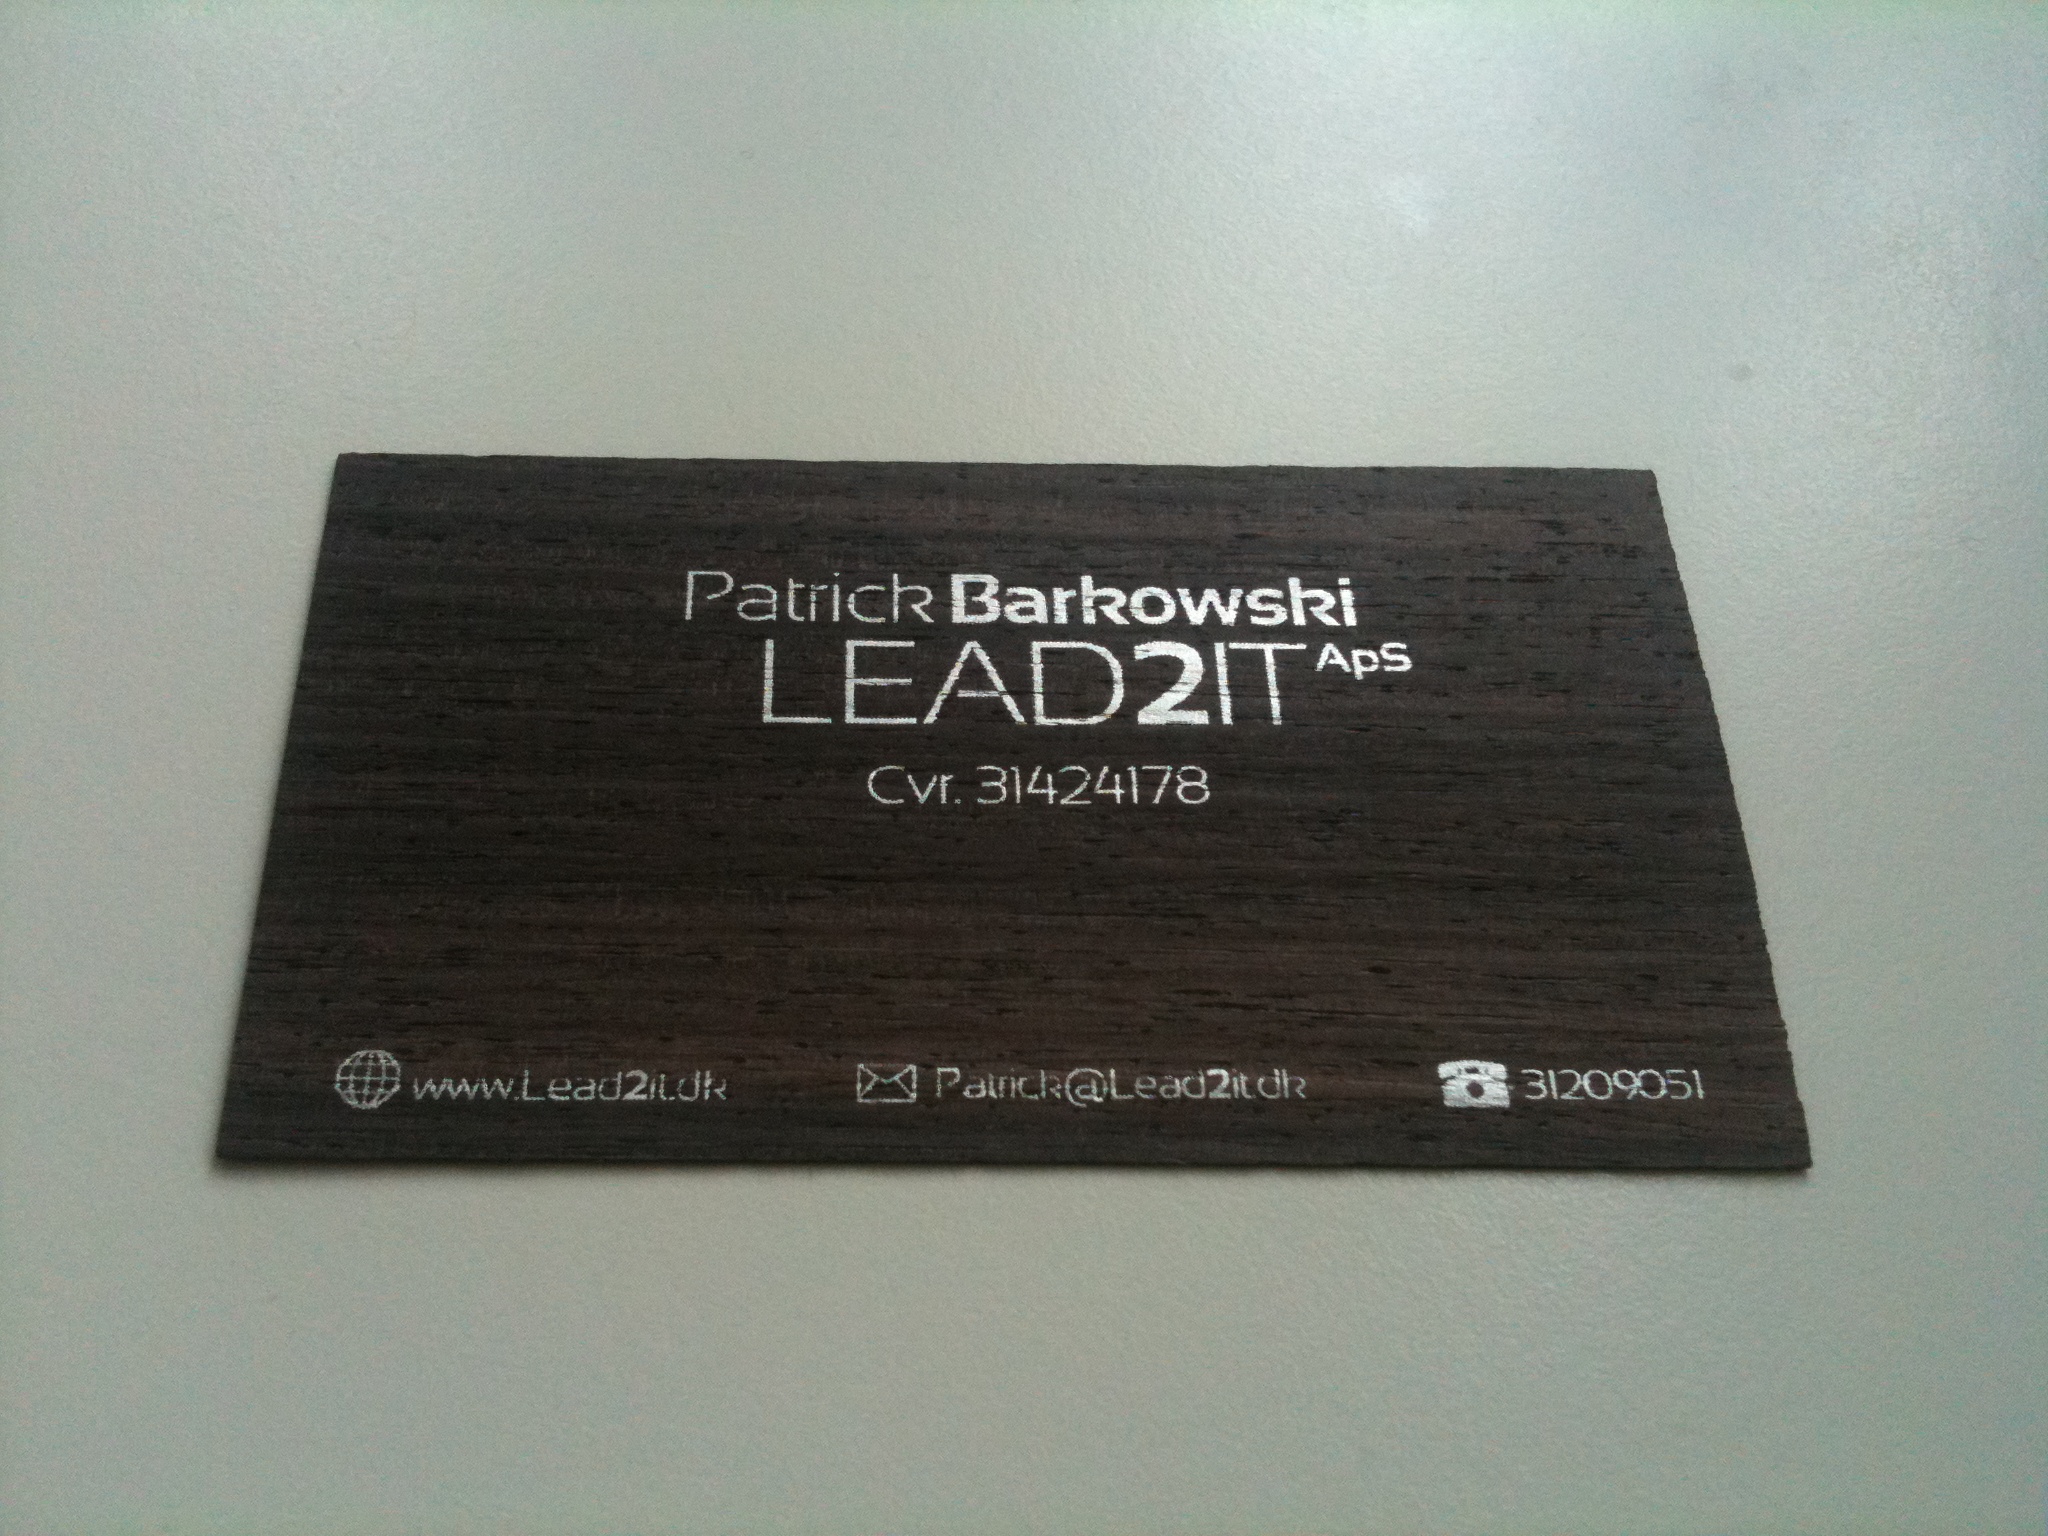 Patrick Barkowski
LEAD2IT ApS
Cvr. 31424178
www.Lead2it.dk Patrick@Lead2it.dk 31209051